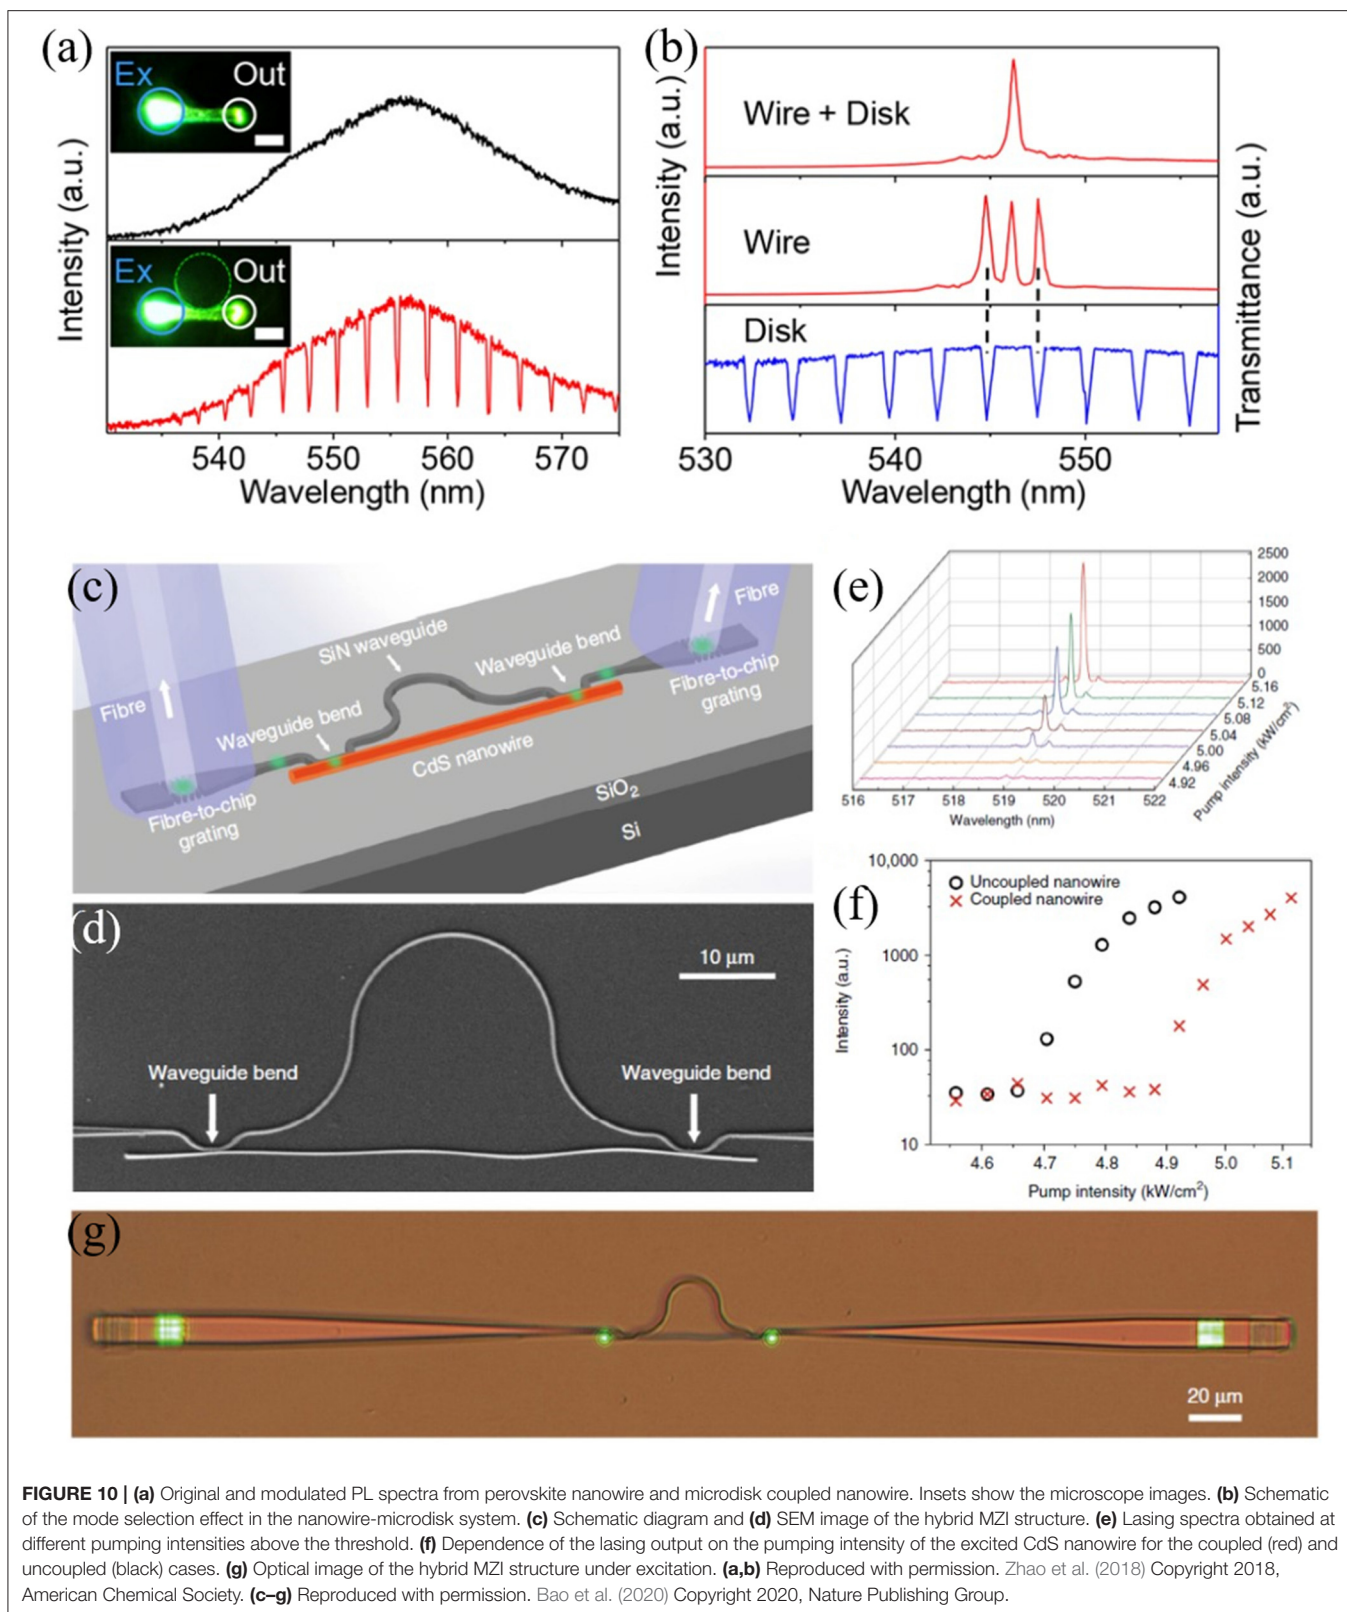 (a)
Ex
Out
Ex
Out
Intensity (a.u.)
540 550 560 570
Wavelength (nm)
(b)
Wire + Disk
Wire
Disk
Intensity (a.u.)
Transmittance (a.u.)
530 540 550
Wavelength (nm)
(c)
Fibre
SiN waveguide
Waveguide bend
Fibre
Waveguide bend
Fibre-to-chip
grating
CdS nanowire
Fibre-to-chip
grating
SiO2
Si
(d)
10 µm
Waveguide bend
Waveguide bend
(e)
2500
2000
1500
1000
500
0
5.16
5.12
5.08
5.04
5.00
4.96
4.92
Pump intensity (kW/cm²)
516 517 518 519 520 521 522
Wavelength (nm)
(f)
Uncoupled nanowire
Coupled nanowire
10,000
1000
100
10
Intensity (a.u.)
4.6 4.7 4.8 4.9 5.0 5.1
Pump intensity (kW/cm²)
(g)
20 µm
FIGURE 10 | (a) Original and modulated PL spectra from perovskite nanowire and microdisk coupled nanowire. Insets show the microscope images. (b) Schematic
of the mode selection effect in the nanowire-microdisk system. (c) Schematic diagram and (d) SEM image of the hybrid MZI structure. (e) Lasing spectra obtained at
different pumping intensities above the threshold. (f) Dependence of the lasing output on the pumping intensity of the excited CdS nanowire for the coupled (red) and
uncoupled (black) cases. (g) Optical image of the hybrid MZI structure under excitation. (a,b) Reproduced with permission. Zhao et al. (2018) Copyright 2018,
American Chemical Society. (c–g) Reproduced with permission. Bao et al. (2020) Copyright 2020, Nature Publishing Group.